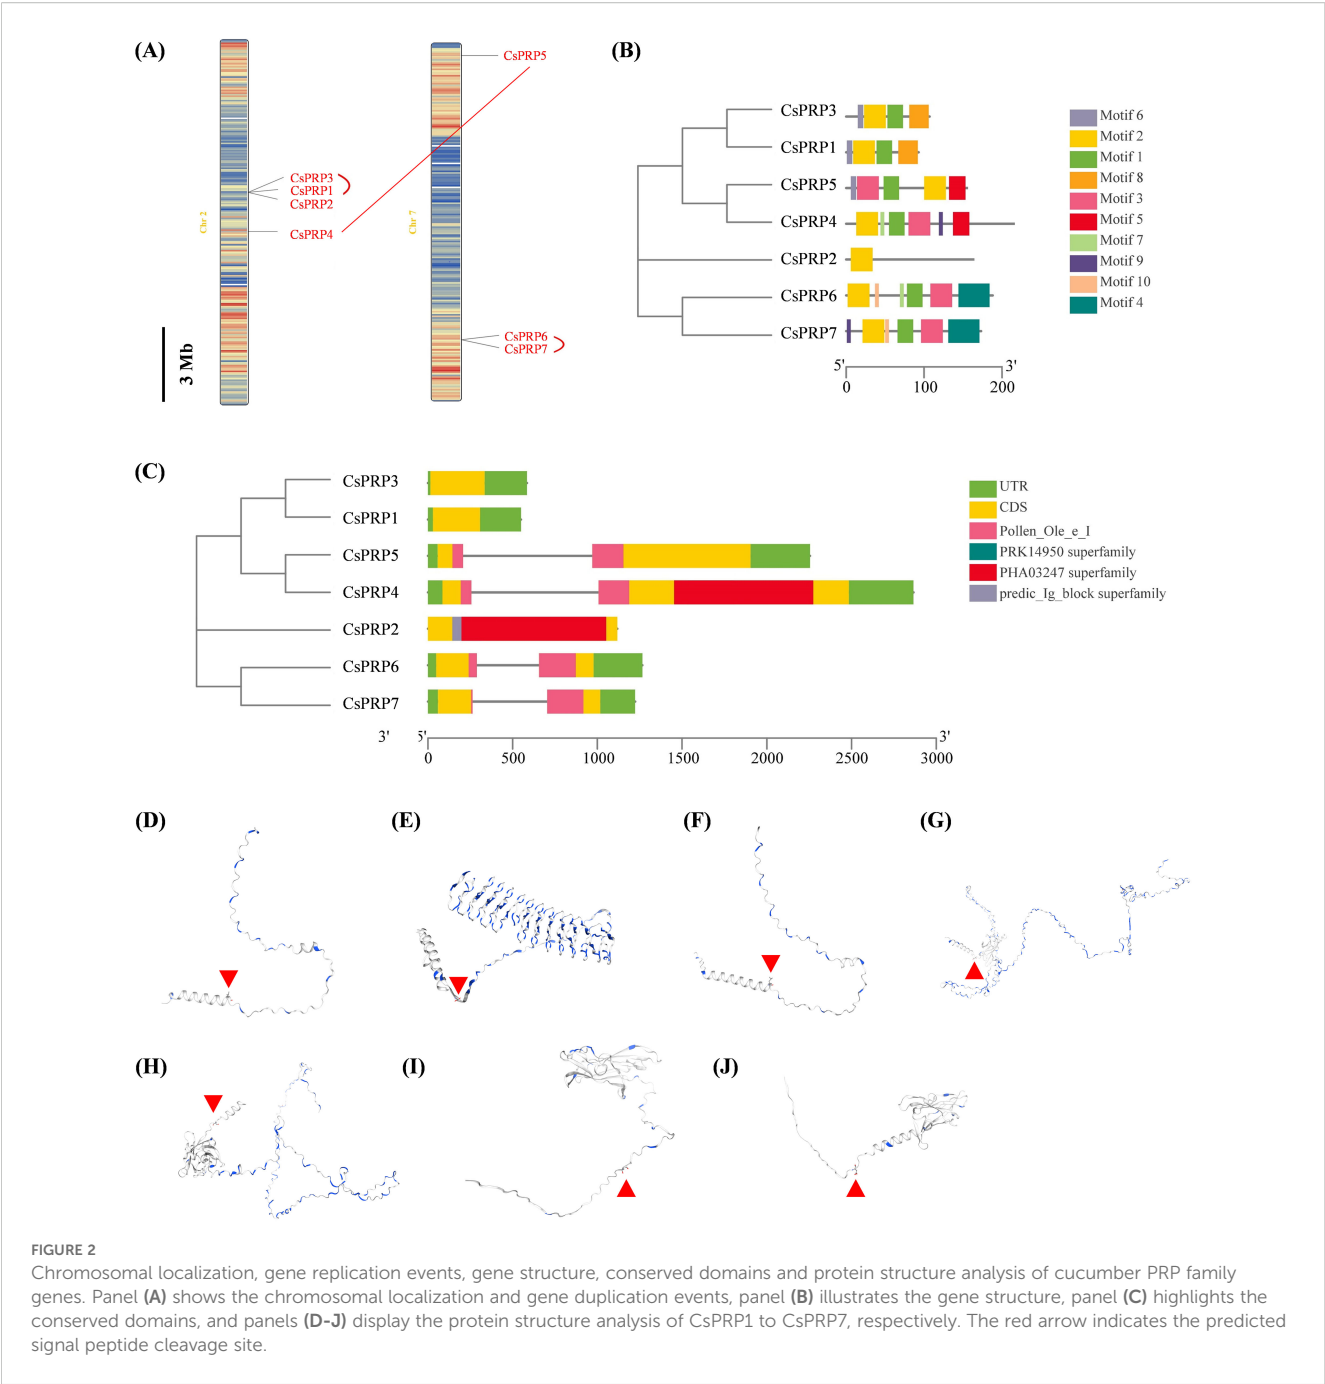 (A)
CsPRP5
CsPRP3
CsPRP1
CsPRP2
CsPRP4
Chr 2
Chr 7
CsPRP6
CsPRP7
3 Mb
(B)
CsPRP3
CsPRP1
CsPRP5
CsPRP4
CsPRP2
CsPRP6
CsPRP7
5' 3'
0 100 200
Motif 6
Motif 2
Motif 1
Motif 8
Motif 3
Motif 5
Motif 7
Motif 9
Motif 10
Motif 4
(C)
CsPRP3
CsPRP1
CsPRP5
CsPRP4
CsPRP2
CsPRP6
CsPRP7
3' 5' 3'
0 500 1000 1500 2000 2500 3000
UTR
CDS
Pollen_Ole_e_I
PRK14950 superfamily
PHA03247 superfamily
predic_Ig_block superfamily
(D) (E) (F) (G)
(H) (I) (J)
FIGURE 2
Chromosomal localization, gene replication events, gene structure, conserved domains and protein structure analysis of cucumber PRP family
genes. Panel (A) shows the chromosomal localization and gene duplication events, panel (B) illustrates the gene structure, panel (C) highlights the
conserved domains, and panels (D-J) display the protein structure analysis of CsPRP1 to CsPRP7, respectively. The red arrow indicates the predicted
signal peptide cleavage site.